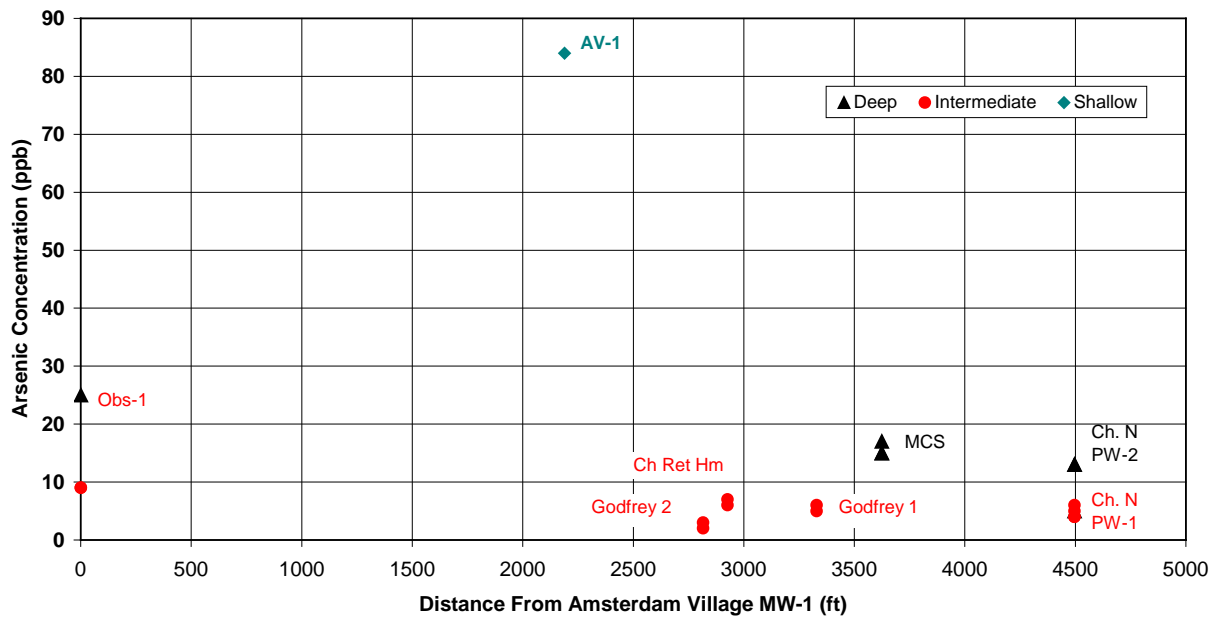 90
80
70
60
50
40
30
20
10
0
Arsenic Concentration (ppb)
AV-1
Deep Intermediate Shallow
Obs-1
Ch Ret Hm
Godfrey 2
Godfrey 1
MCS
Ch. N
PW-2
Ch. N
PW-1
0 500 1000 1500 2000 2500 3000 3500 4000 4500 5000
Distance From Amsterdam Village MW-1 (ft)